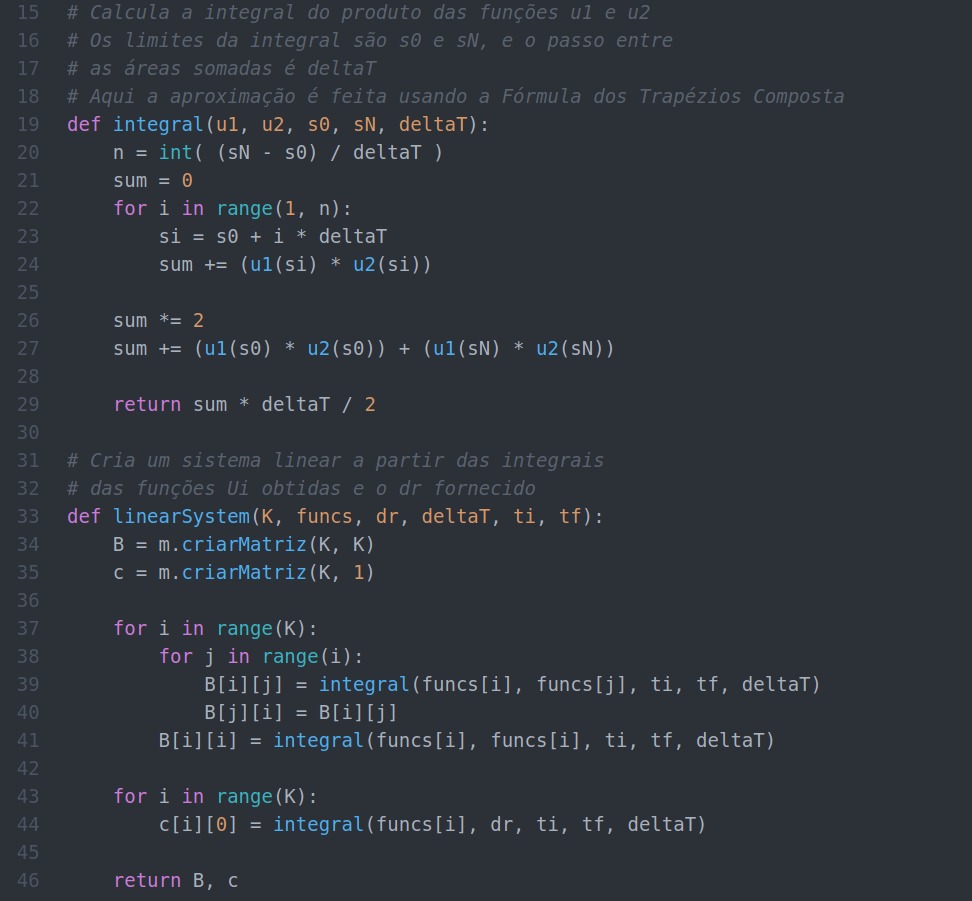 15 # Calcula a integral do produto das funções u1 e u2
16 # Os limites da integral são s0 e sN, e o passo entre
17 # as áreas somadas é deltaT
18 # Aqui a aproximação é feita usando a Fórmula dos Trapézios Composta
19 def integral(u1, u2, s0, sN, deltaT):
20     n = int( (sN - s0) / deltaT )
21     sum = 0
22     for i in range(1, n):
23         si = s0 + i * deltaT
24         sum += (u1(si) * u2(si))
25
26     sum *= 2
27     sum += (u1(s0) * u2(s0)) + (u1(sN) * u2(sN))
28
29     return sum * deltaT / 2
30
31 # Cria um sistema linear a partir das integrais
32 # das funções Ui obtidas e o dr fornecido
33 def linearSystem(K, funcs, dr, deltaT, ti, tf):
34     B = m.criarMatriz(K, K)
35     c = m.criarMatriz(K, 1)
36
37     for i in range(K):
38         for j in range(i):
39             B[i][j] = integral(funcs[i], funcs[j], ti, tf, deltaT)
40             B[j][i] = B[i][j]
41         B[i][i] = integral(funcs[i], funcs[i], ti, tf, deltaT)
42
43     for i in range(K):
44         c[i][0] = integral(funcs[i], dr, ti, tf, deltaT)
45
46     return B, c